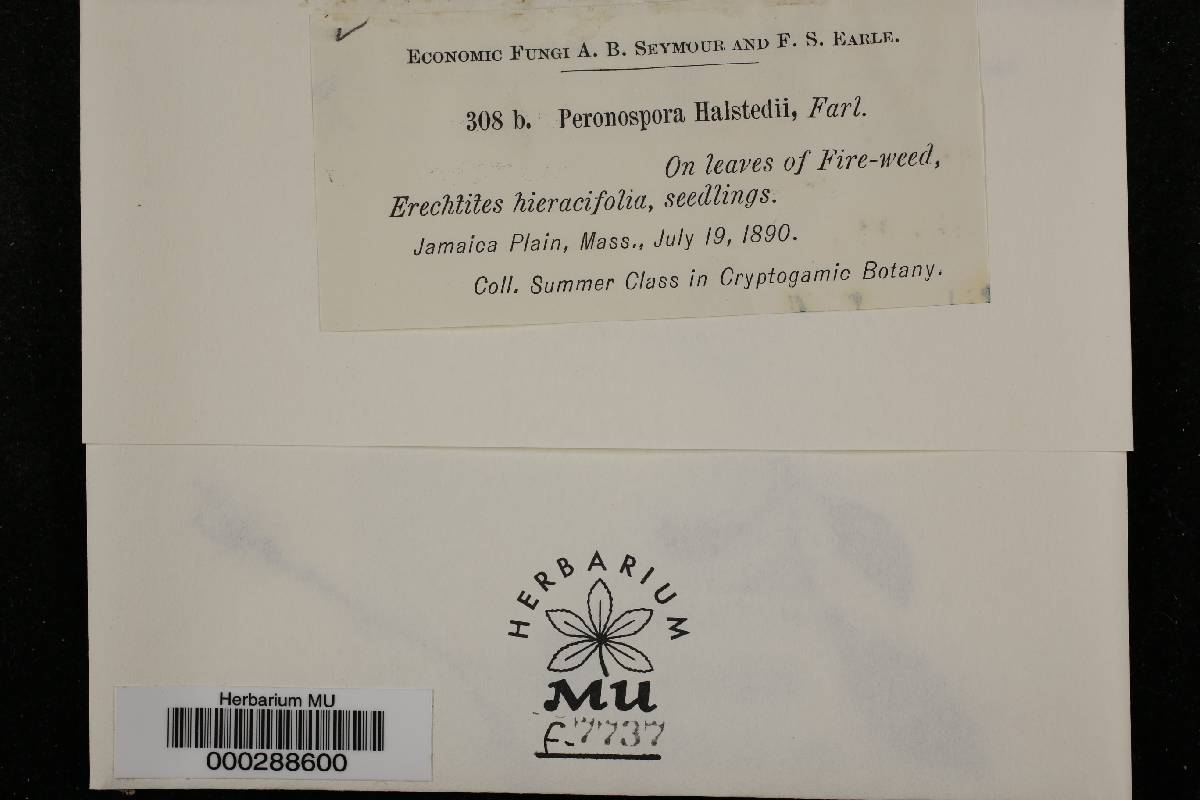 ECONOMIC FUNGI A. B. SEYMOUR AND F. S. EARLE.
308 b. Peronospora Halstedii, Farl.
On leaves of Fire-weed,
Erechtites hieracifolia, seedlings.
Jamaica Plain, Mass., July 19, 1890.
Coll. Summer Class in Cryptogamic Botany.
HERBARIUM
MU
f-7737
Herbarium MU
000288600